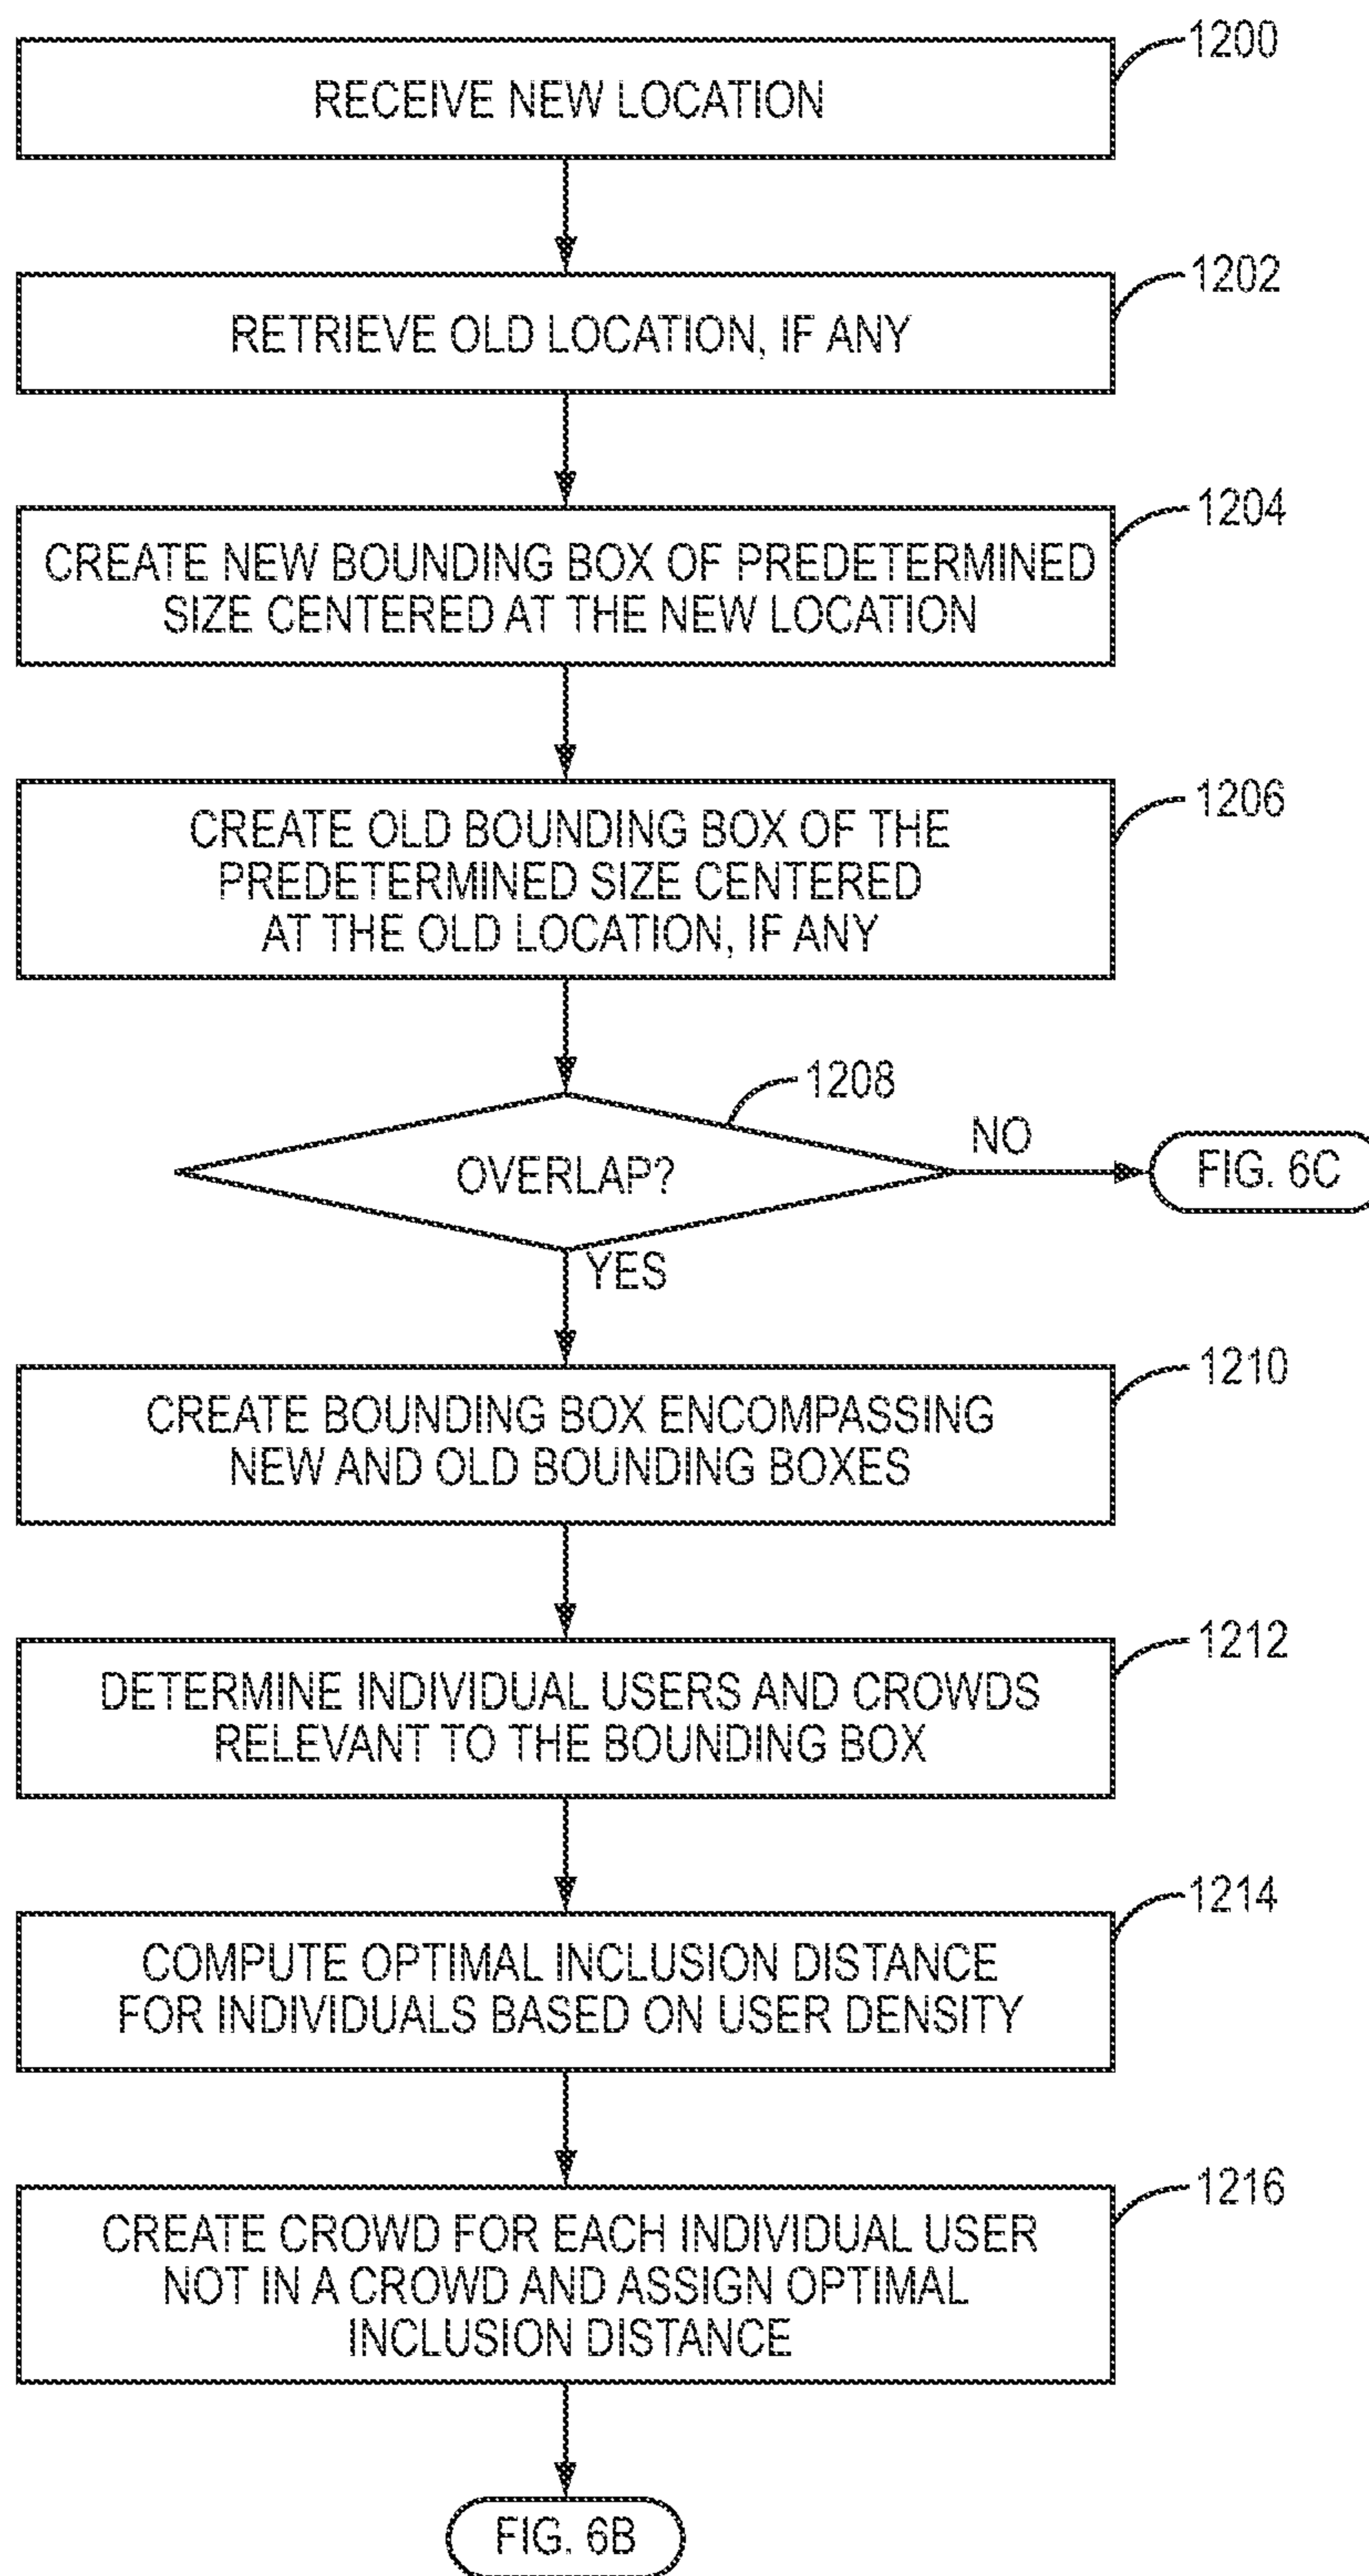 1200
RECEIVE NEW LOCATION
1202
RETRIEVE OLD LOCATION, IF ANY
1204
CREATE NEW BOUNDING BOX OF PREDETERMINED
SIZE CENTERED AT THE NEW LOCATION
1206
CREATE OLD BOUNDING BOX OF THE
PREDETERMINED SIZE CENTERED
AT THE OLD LOCATION, IF ANY
1208
OVERLAP?
NO
FIG. 6C
YES
1210
CREATE BOUNDING BOX ENCOMPASSING
NEW AND OLD BOUNDING BOXES
1212
DETERMINE INDIVIDUAL USERS AND CROWDS
RELEVANT TO THE BOUNDING BOX
1214
COMPUTE OPTIMAL INCLUSION DISTANCE
FOR INDIVIDUALS BASED ON USER DENSITY
1216
CREATE CROWD FOR EACH INDIVIDUAL USER
NOT IN A CROWD AND ASSIGN OPTIMAL
INCLUSION DISTANCE
FIG. 6B